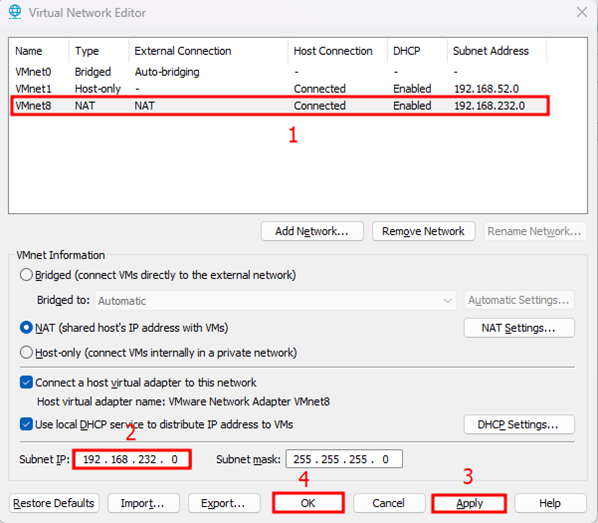 Virtual Network Editor
Name Type External Connection Host Connection DHCP Subnet Address
VMnet0 Bridged Auto-bridging - - -
VMnet1 Host-only - Connected Enabled 192.168.52.0
VMnet8 NAT NAT Connected Enabled 192.168.232.0
1
Add Network... Remove Network Rename Network...
VMnet Information
Bridged (connect VMs directly to the external network)
Bridged to: Automatic Automatic Settings...
NAT (shared host's IP address with VMs) NAT Settings...
Host-only (connect VMs internally in a private network)
Connect a host virtual adapter to this network
Host virtual adapter name: VMware Network Adapter VMnet8
Use local DHCP service to distribute IP address to VMs DHCP Settings...
2
Subnet IP: 192 . 168 . 232 . 0 Subnet mask: 255 . 255 . 255 . 0
4 3
Restore Defaults Import... Export... OK Cancel Apply Help